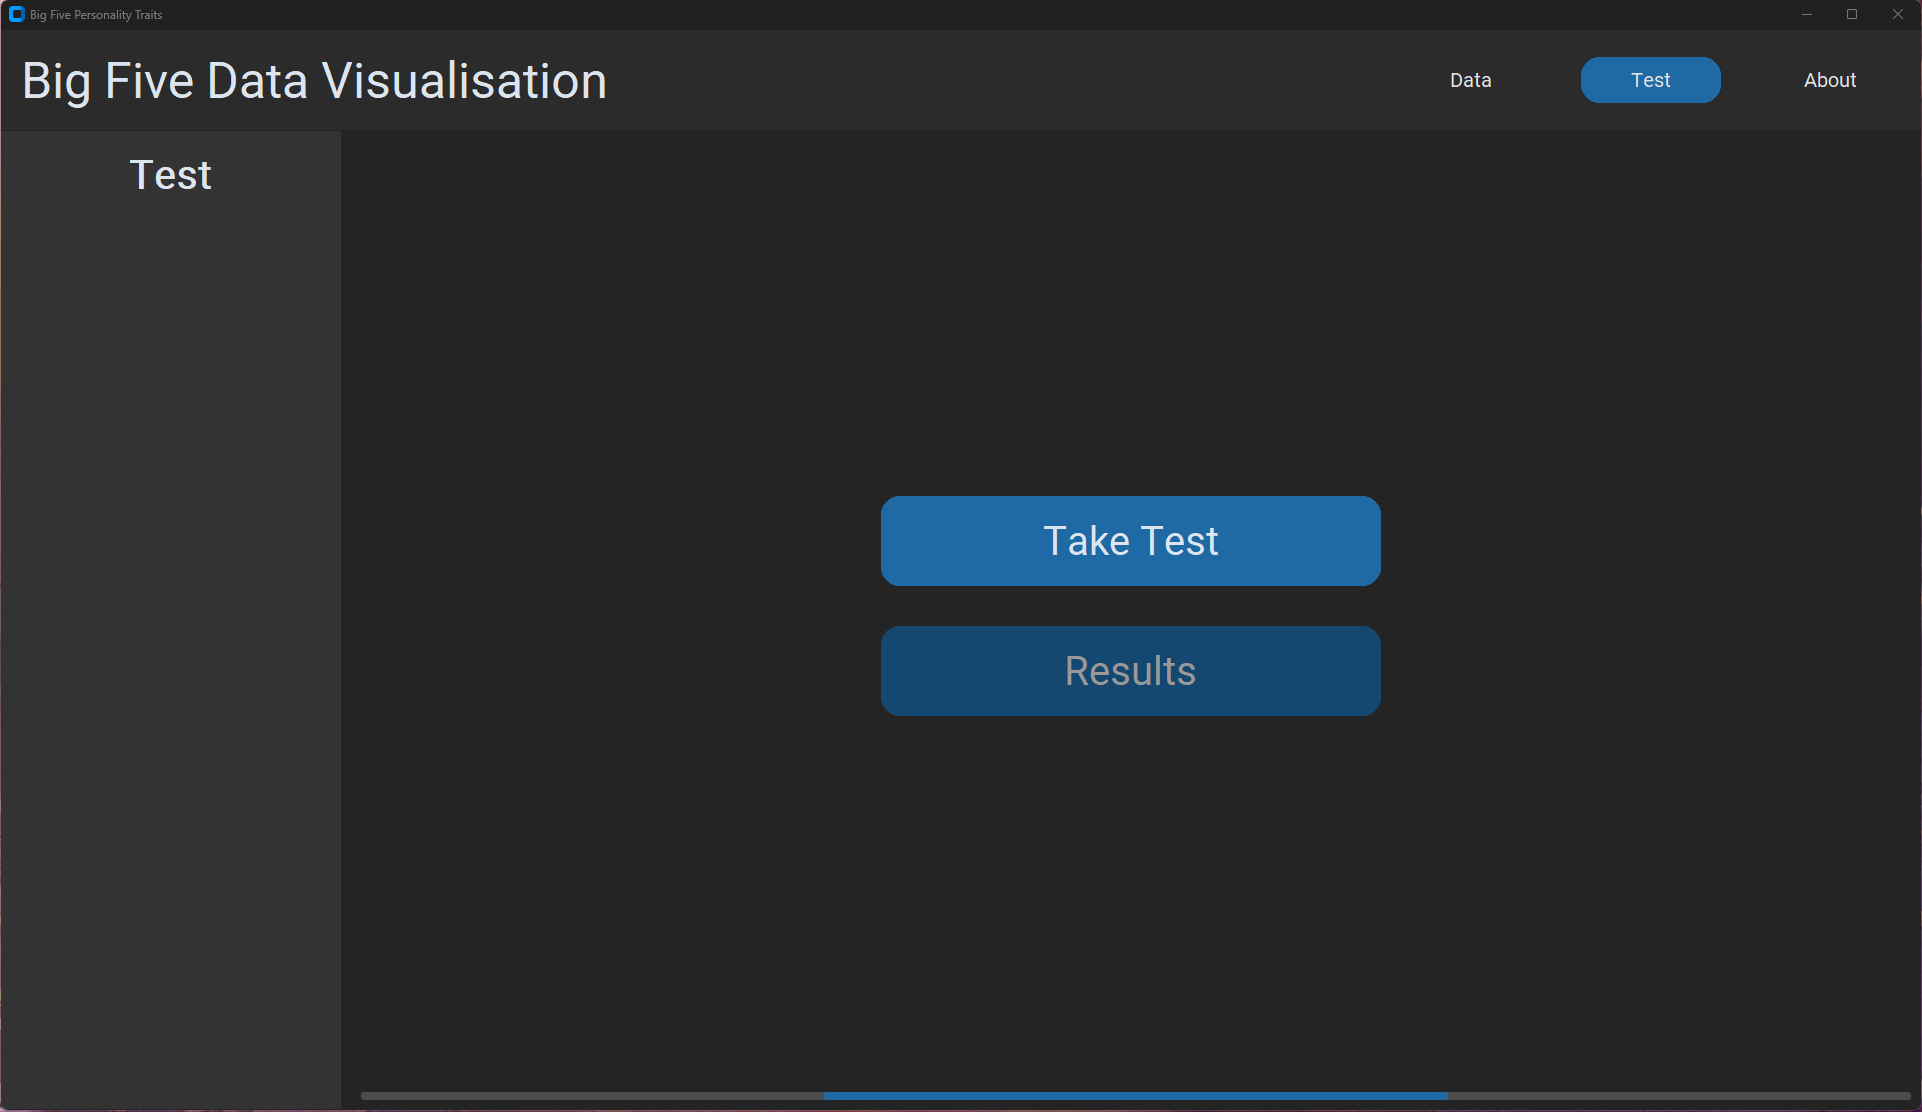 Big Five Personality Traits
Big Five Data Visualisation
Data
Test
About
Test
Take Test
Results